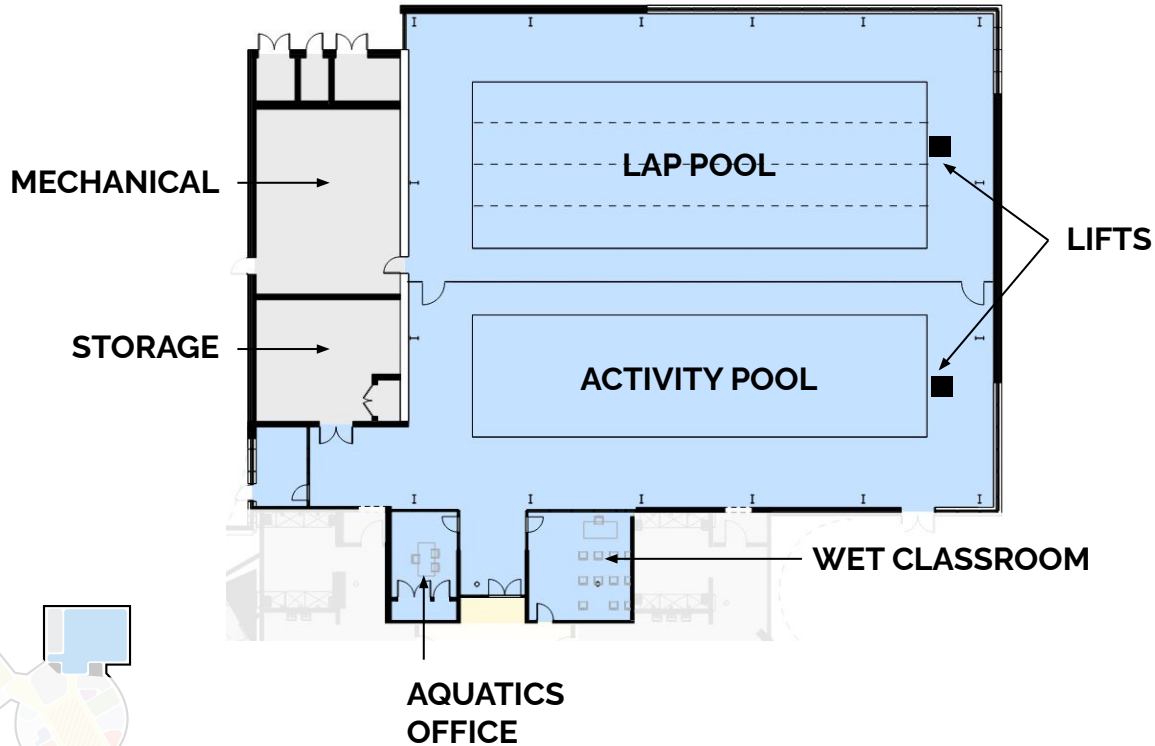 LAP POOL
MECHANICAL
LIFTS
STORAGE
ACTIVITY POOL
WET CLASSROOM
AQUATICS
OFFICE